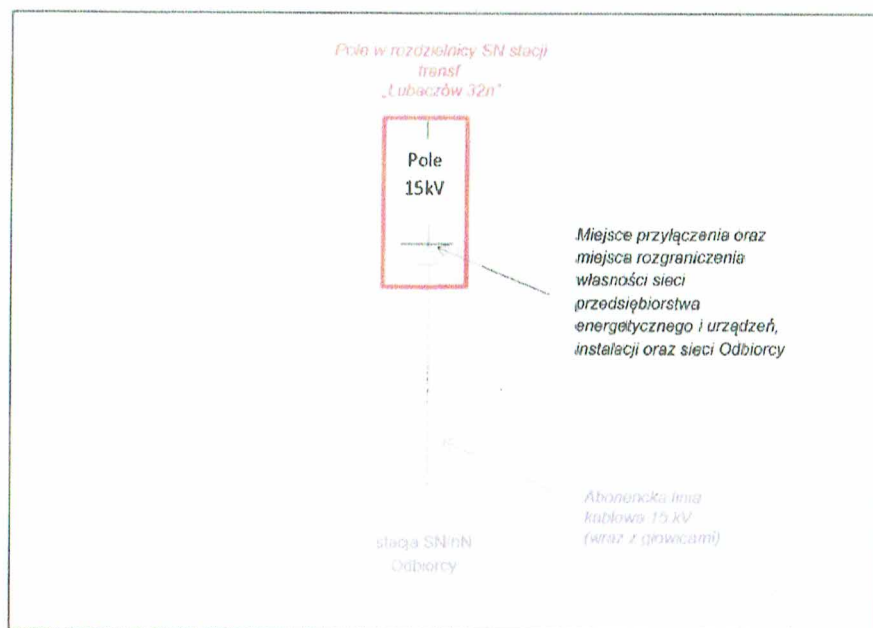 Pole w rozdzielnicy SN stacji
transf
„Lubaczów 32n"
Pole
15kV
Miejsce przyłączenia oraz
miejsca rozgraniczenia
własności sieci
przedsiębiorstwa
energetycznego i urządzeń,
instalacji oraz sieci Odbiorcy
Abonencka linia
kablowa 15 kV
(wraz z głowicami)
stacja SN/nN
Odbiorcy